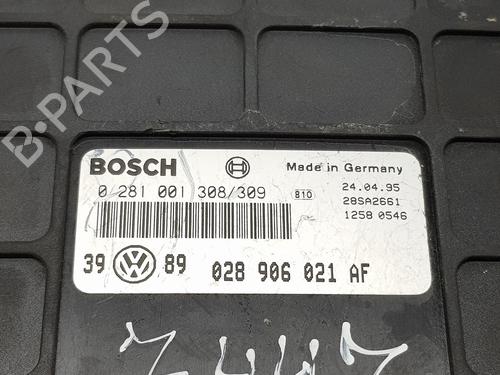 B-PARTS
BOSCH Made in Germany
0 281 001 308/309 810 24.04.95
28SA2661
1258 0546
39 VW 89 028 906 021 AF